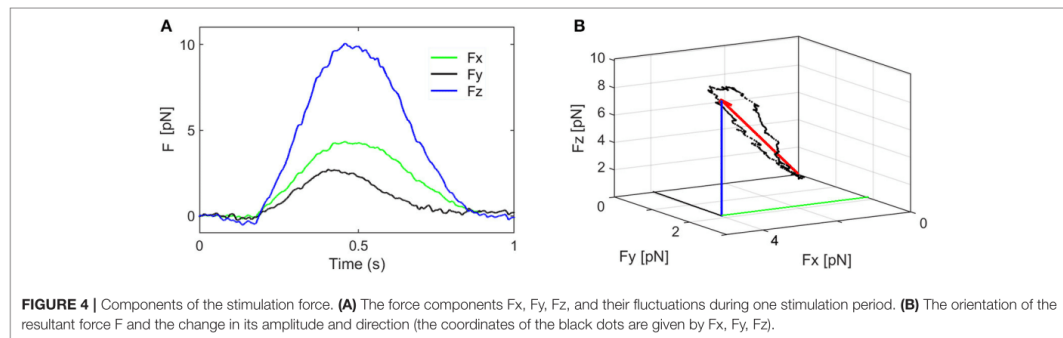 A
10
5
0
F [pN]
Fx
Fy
Fz
0
0.5
1
Time (s)
B
10
8
6
4
2
0
Fz [pN]
2
Fy [pN]
4
Fx [pN]
0
FIGURE 4 | Components of the stimulation force. (A) The force components Fx, Fy, Fz, and their fluctuations during one stimulation period. (B) The orientation of the
resultant force F and the change in its amplitude and direction (the coordinates of the black dots are given by Fx, Fy, Fz).